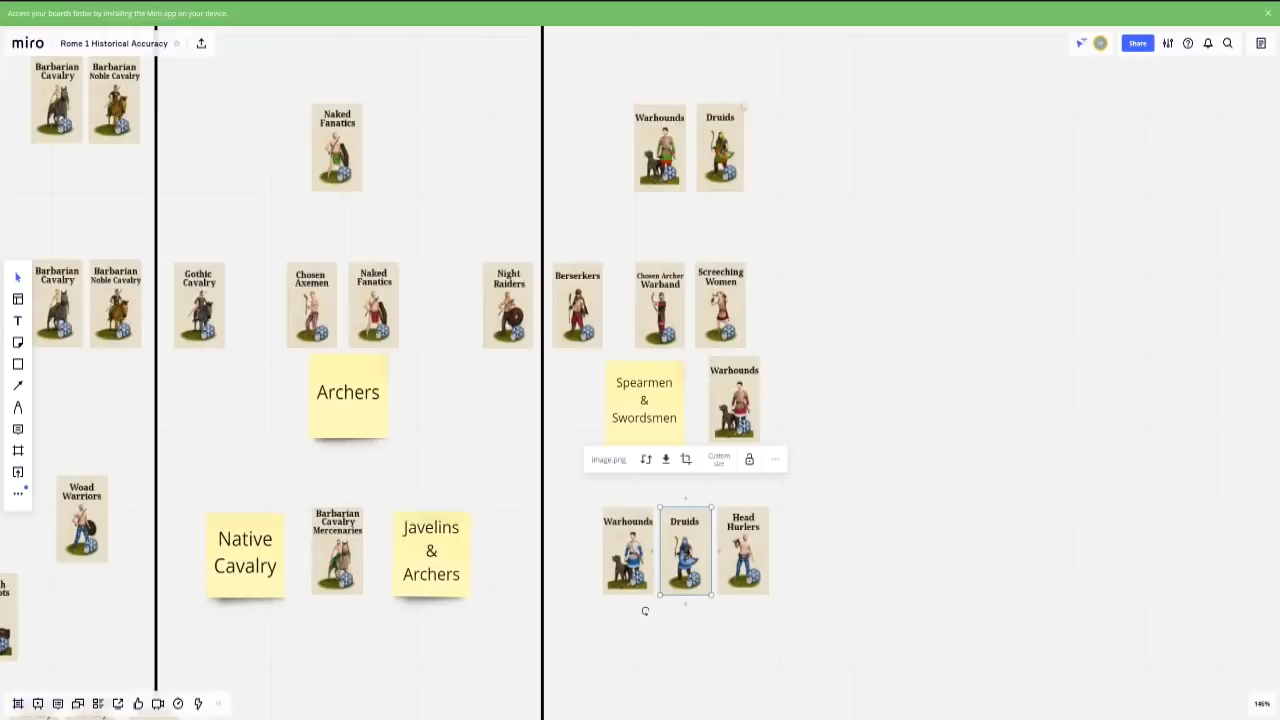 Access your boards faster by installing the Miro app on your device.
miro
Rome 1 Historical Accuracy
Share
Barbarian
Cavalry
Barbarian
Noble Cavalry
Naked
Fanatics
Warhounds
Druids
Barbarian
Cavalry
Barbarian
Noble Cavalry
Gothic
Cavalry
Chosen
Axemen
Naked
Fanatics
Night
Raiders
Berserkers
Chosen Archer
Warband
Screeching
Women
Archers
Spearmen
&
Swordsmen
Warhounds
image.png
Custom
size
Woad
Warriors
Native
Cavalry
Barbarian
Cavalry
Mercenaries
Javelins
&
Archers
Warhounds
Druids
Head
Hurlers
146%